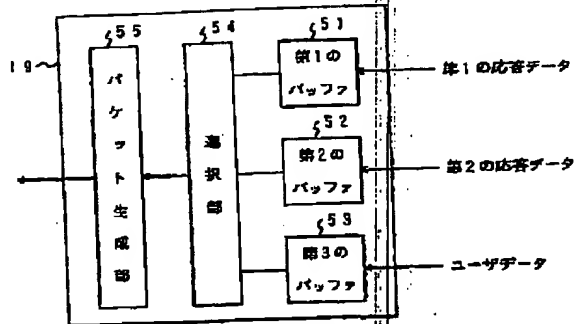 55
54
51
19
第1の
バッファ
第1の応答データ
52
第2の
バッファ
第2の応答データ
53
第3の
バッファ
ユーザデータ
選択部
パケット生成部